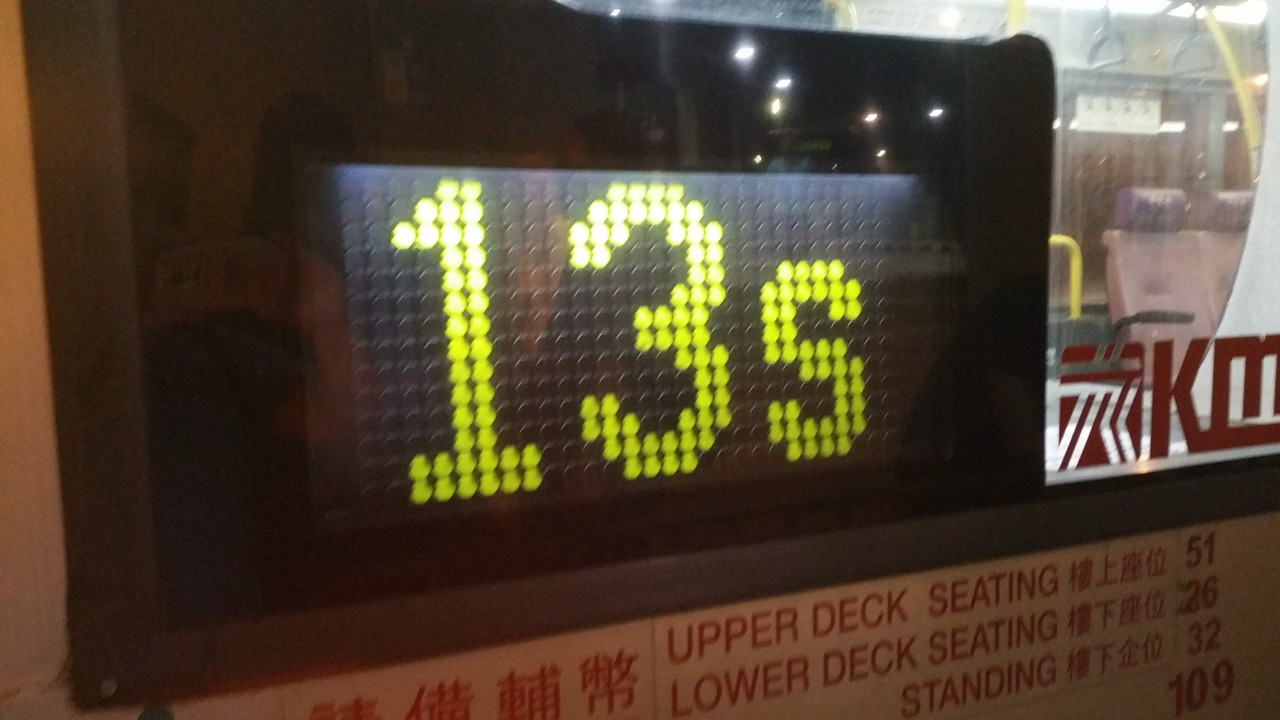 13s
km
請備輔幣
UPPER DECK SEATING 樓上座位 51
LOWER DECK SEATING 樓下座位 26
STANDING 樓下企位 32
109